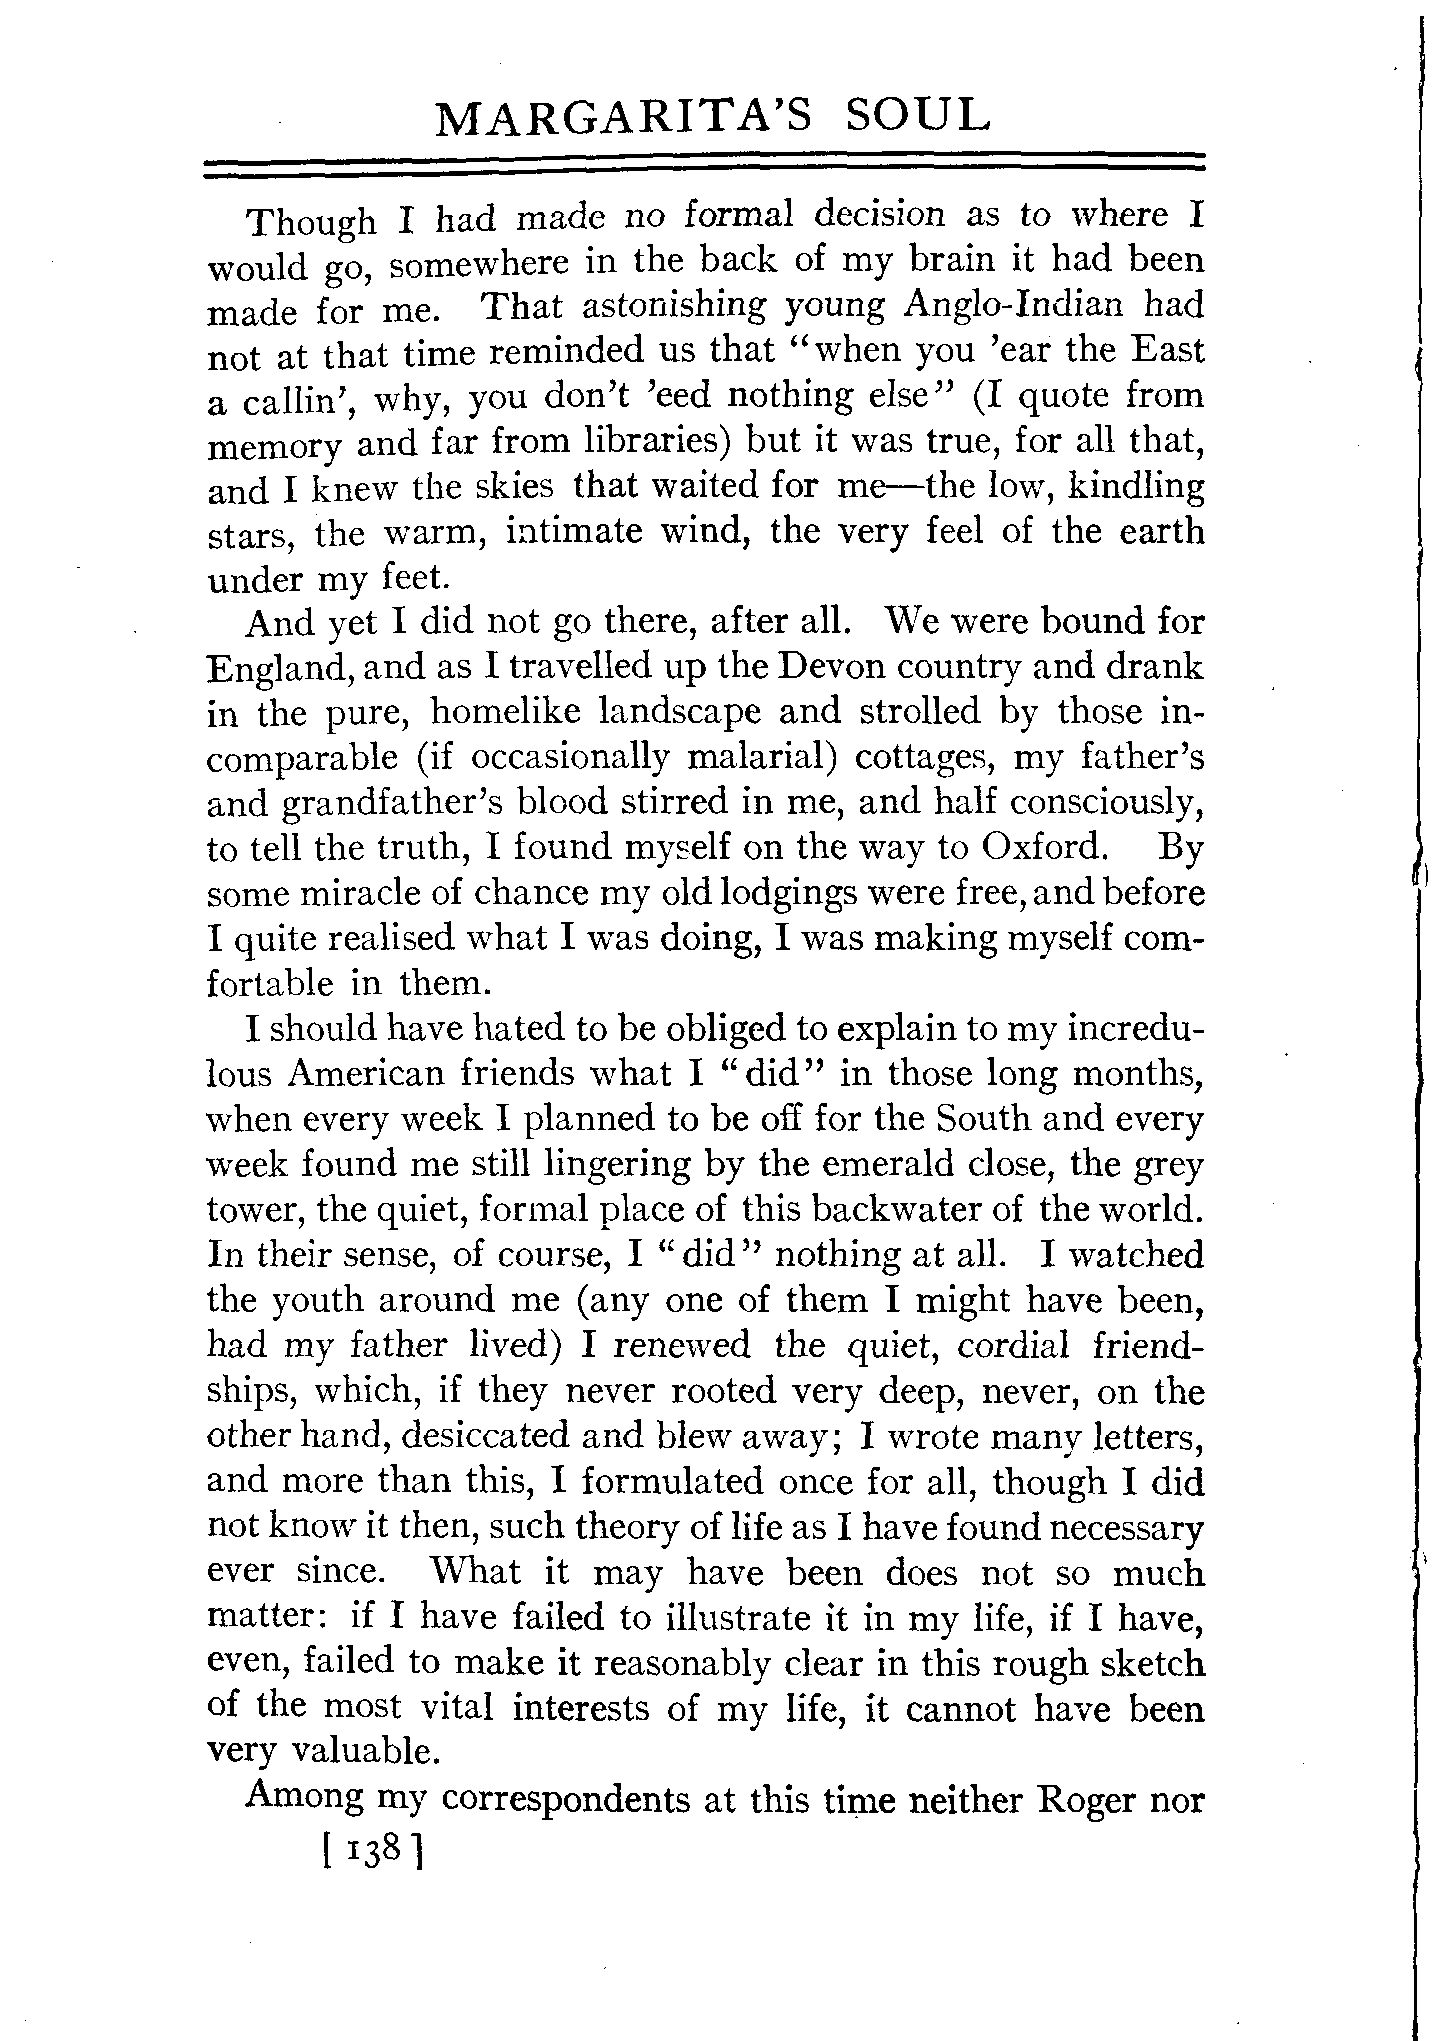 MARGARITA'S SOUL
Though I had made no formal decision as to where I
would go, somewhere in the back of my brain it had been
made for me. That astonishing young Anglo-Indian had
not at that time reminded us that "when you 'ear the East
a callin', why, you don't 'eed nothing else" (I quote from
memory and far from libraries) but it was true, for all that,
and I knew the skies that waited for me—the low, kindling
stars, the warm, intimate wind, the very feel of the earth
under my feet.
And yet I did not go there, after all. We were bound for
England, and as I travelled up the Devon country and drank
in the pure, homelike landscape and strolled by those in-
comparable (if occasionally malarial) cottages, my father's
and grandfather's blood stirred in me, and half consciously,
to tell the truth, I found myself on the way to Oxford. By
some miracle of chance my old lodgings were free, and before
I quite realised what I was doing, I was making myself com-
fortable in them.
I should have hated to be obliged to explain to my incredu-
lous American friends what I "did" in those long months,
when every week I planned to be off for the South and every
week found me still lingering by the emerald close, the grey
tower, the quiet, formal place of this backwater of the world.
In their sense, of course, I "did" nothing at all. I watched
the youth around me (any one of them I might have been,
had my father lived) I renewed the quiet, cordial friend-
ships, which, if they never rooted very deep, never, on the
other hand, desiccated and blew away; I wrote many letters,
and more than this, I formulated once for all, though I did
not know it then, such theory of life as I have found necessary
ever since. What it may have been does not so much
matter: if I have failed to illustrate it in my life, if I have,
even, failed to make it reasonably clear in this rough sketch
of the most vital interests of my life, it cannot have been
very valuable.
Among my correspondents at this time neither Roger nor
[ 138 ]